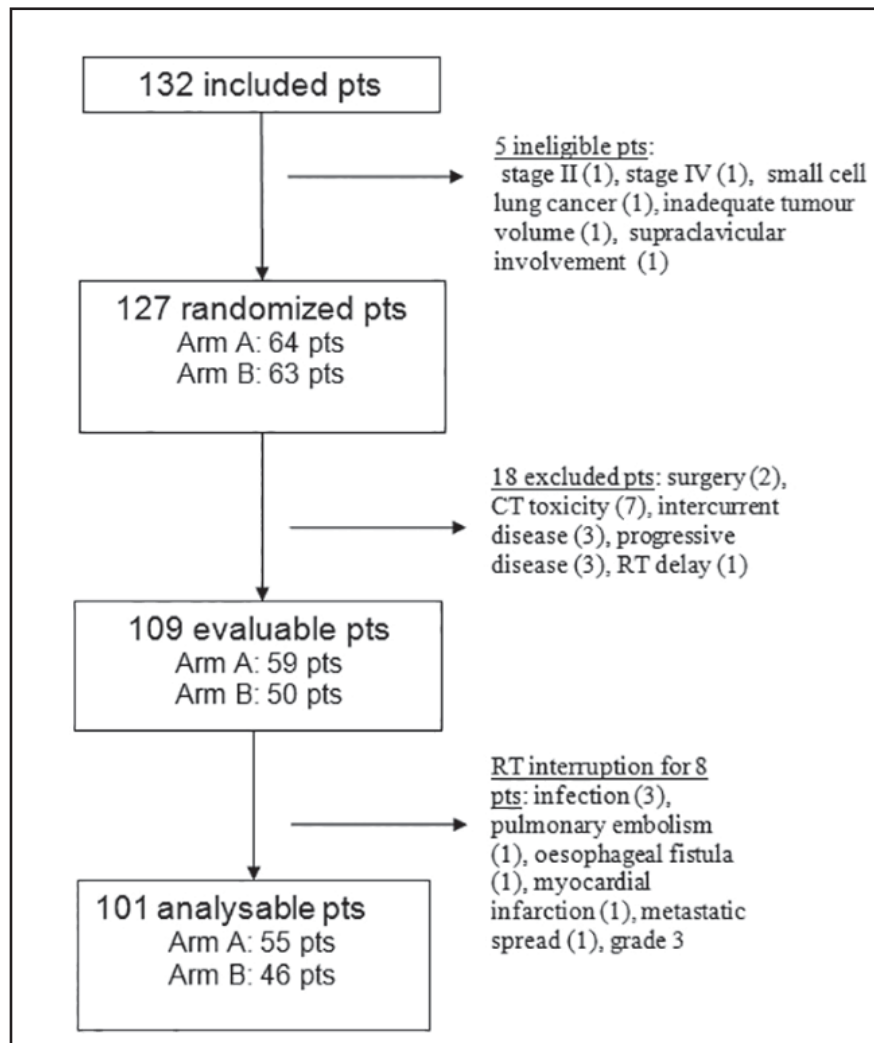 132 included pts
5 ineligible pts:
stage II (1), stage IV (1), small cell
lung cancer (1), inadequate tumour
volume (1), supraclavicular
involvement (1)
127 randomized pts
Arm A: 64 pts
Arm B: 63 pts
18 excluded pts: surgery (2),
CT toxicity (7), intercurrent
disease (3), progressive
disease (3), RT delay (1)
109 evaluable pts
Arm A: 59 pts
Arm B: 50 pts
RT interruption for 8
pts: infection (3),
pulmonary embolism
(1), oesophageal fistula
(1), myocardial
infarction (1), metastatic
spread (1), grade 3
101 analysable pts
Arm A: 55 pts
Arm B: 46 pts